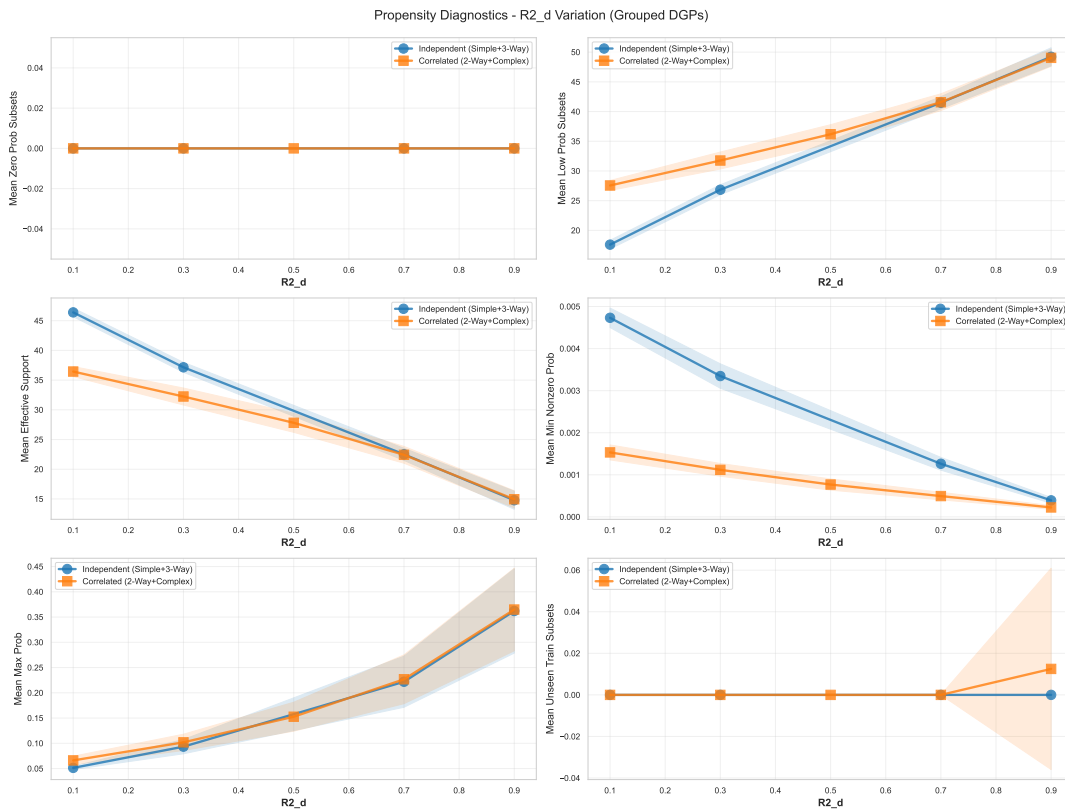 Propensity Diagnostics - R2_d Variation (Grouped DGPs)
Mean Zero Prob Subsets
0.04
0.02
0.00
−0.02
−0.04
Independent (Simple+3-Way)
Correlated (2-Way+Complex)
0.1 0.2 0.3 0.4 0.5 0.6 0.7 0.8 0.9
R2_d
Mean Low Prob Subsets
50
45
40
35
30
25
20
Independent (Simple+3-Way)
Correlated (2-Way+Complex)
0.1 0.2 0.3 0.4 0.5 0.6 0.7 0.8 0.9
R2_d
Mean Effective Support
45
40
35
30
25
20
15
Independent (Simple+3-Way)
Correlated (2-Way+Complex)
0.1 0.2 0.3 0.4 0.5 0.6 0.7 0.8 0.9
R2_d
Mean Min Nonzero Prob
0.005
0.004
0.003
0.002
0.001
0.000
Independent (Simple+3-Way)
Correlated (2-Way+Complex)
0.1 0.2 0.3 0.4 0.5 0.6 0.7 0.8 0.9
R2_d
Mean Max Prob
0.45
0.40
0.35
0.30
0.25
0.20
0.15
0.10
0.05
Independent (Simple+3-Way)
Correlated (2-Way+Complex)
0.1 0.2 0.3 0.4 0.5 0.6 0.7 0.8 0.9
R2_d
Mean Unseen Train Subsets
0.06
0.04
0.02
0.00
−0.02
−0.04
Independent (Simple+3-Way)
Correlated (2-Way+Complex)
0.1 0.2 0.3 0.4 0.5 0.6 0.7 0.8 0.9
R2_d